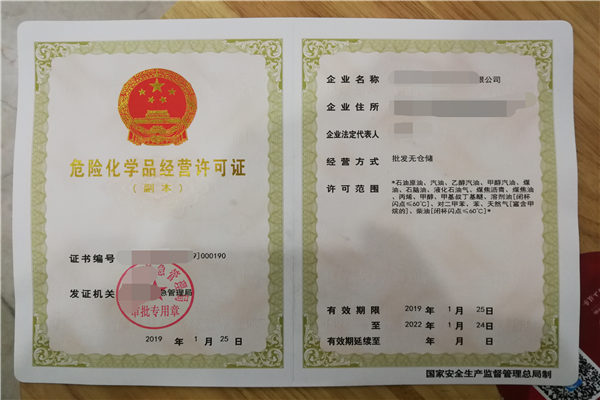 危险化学品经营许可证
(副本)
证书编号 9]000190
发证机关 急管理局
审批专用章
2019 年 1 月 25 日
企业名称 限公司
企业住所
企业法定代表人
经营方式 批发无仓储
许可范围 *石油原油、汽油、乙醇汽油、甲醇汽油、煤
油、石脑油、液化石油气、煤焦沥青、煤焦油
、丙烯、甲醇、甲基叔丁基醚、溶剂油[闭杯
闪点≤60℃]、对二甲苯、苯、天然气[富含甲
烷的]、柴油[闭杯闪点≤60℃]*
有效期限 2019 年 1 月 25日
至 2022 年 1 月 24日
有效期延续至 年 月 日
国家安全生产监督管理总局制